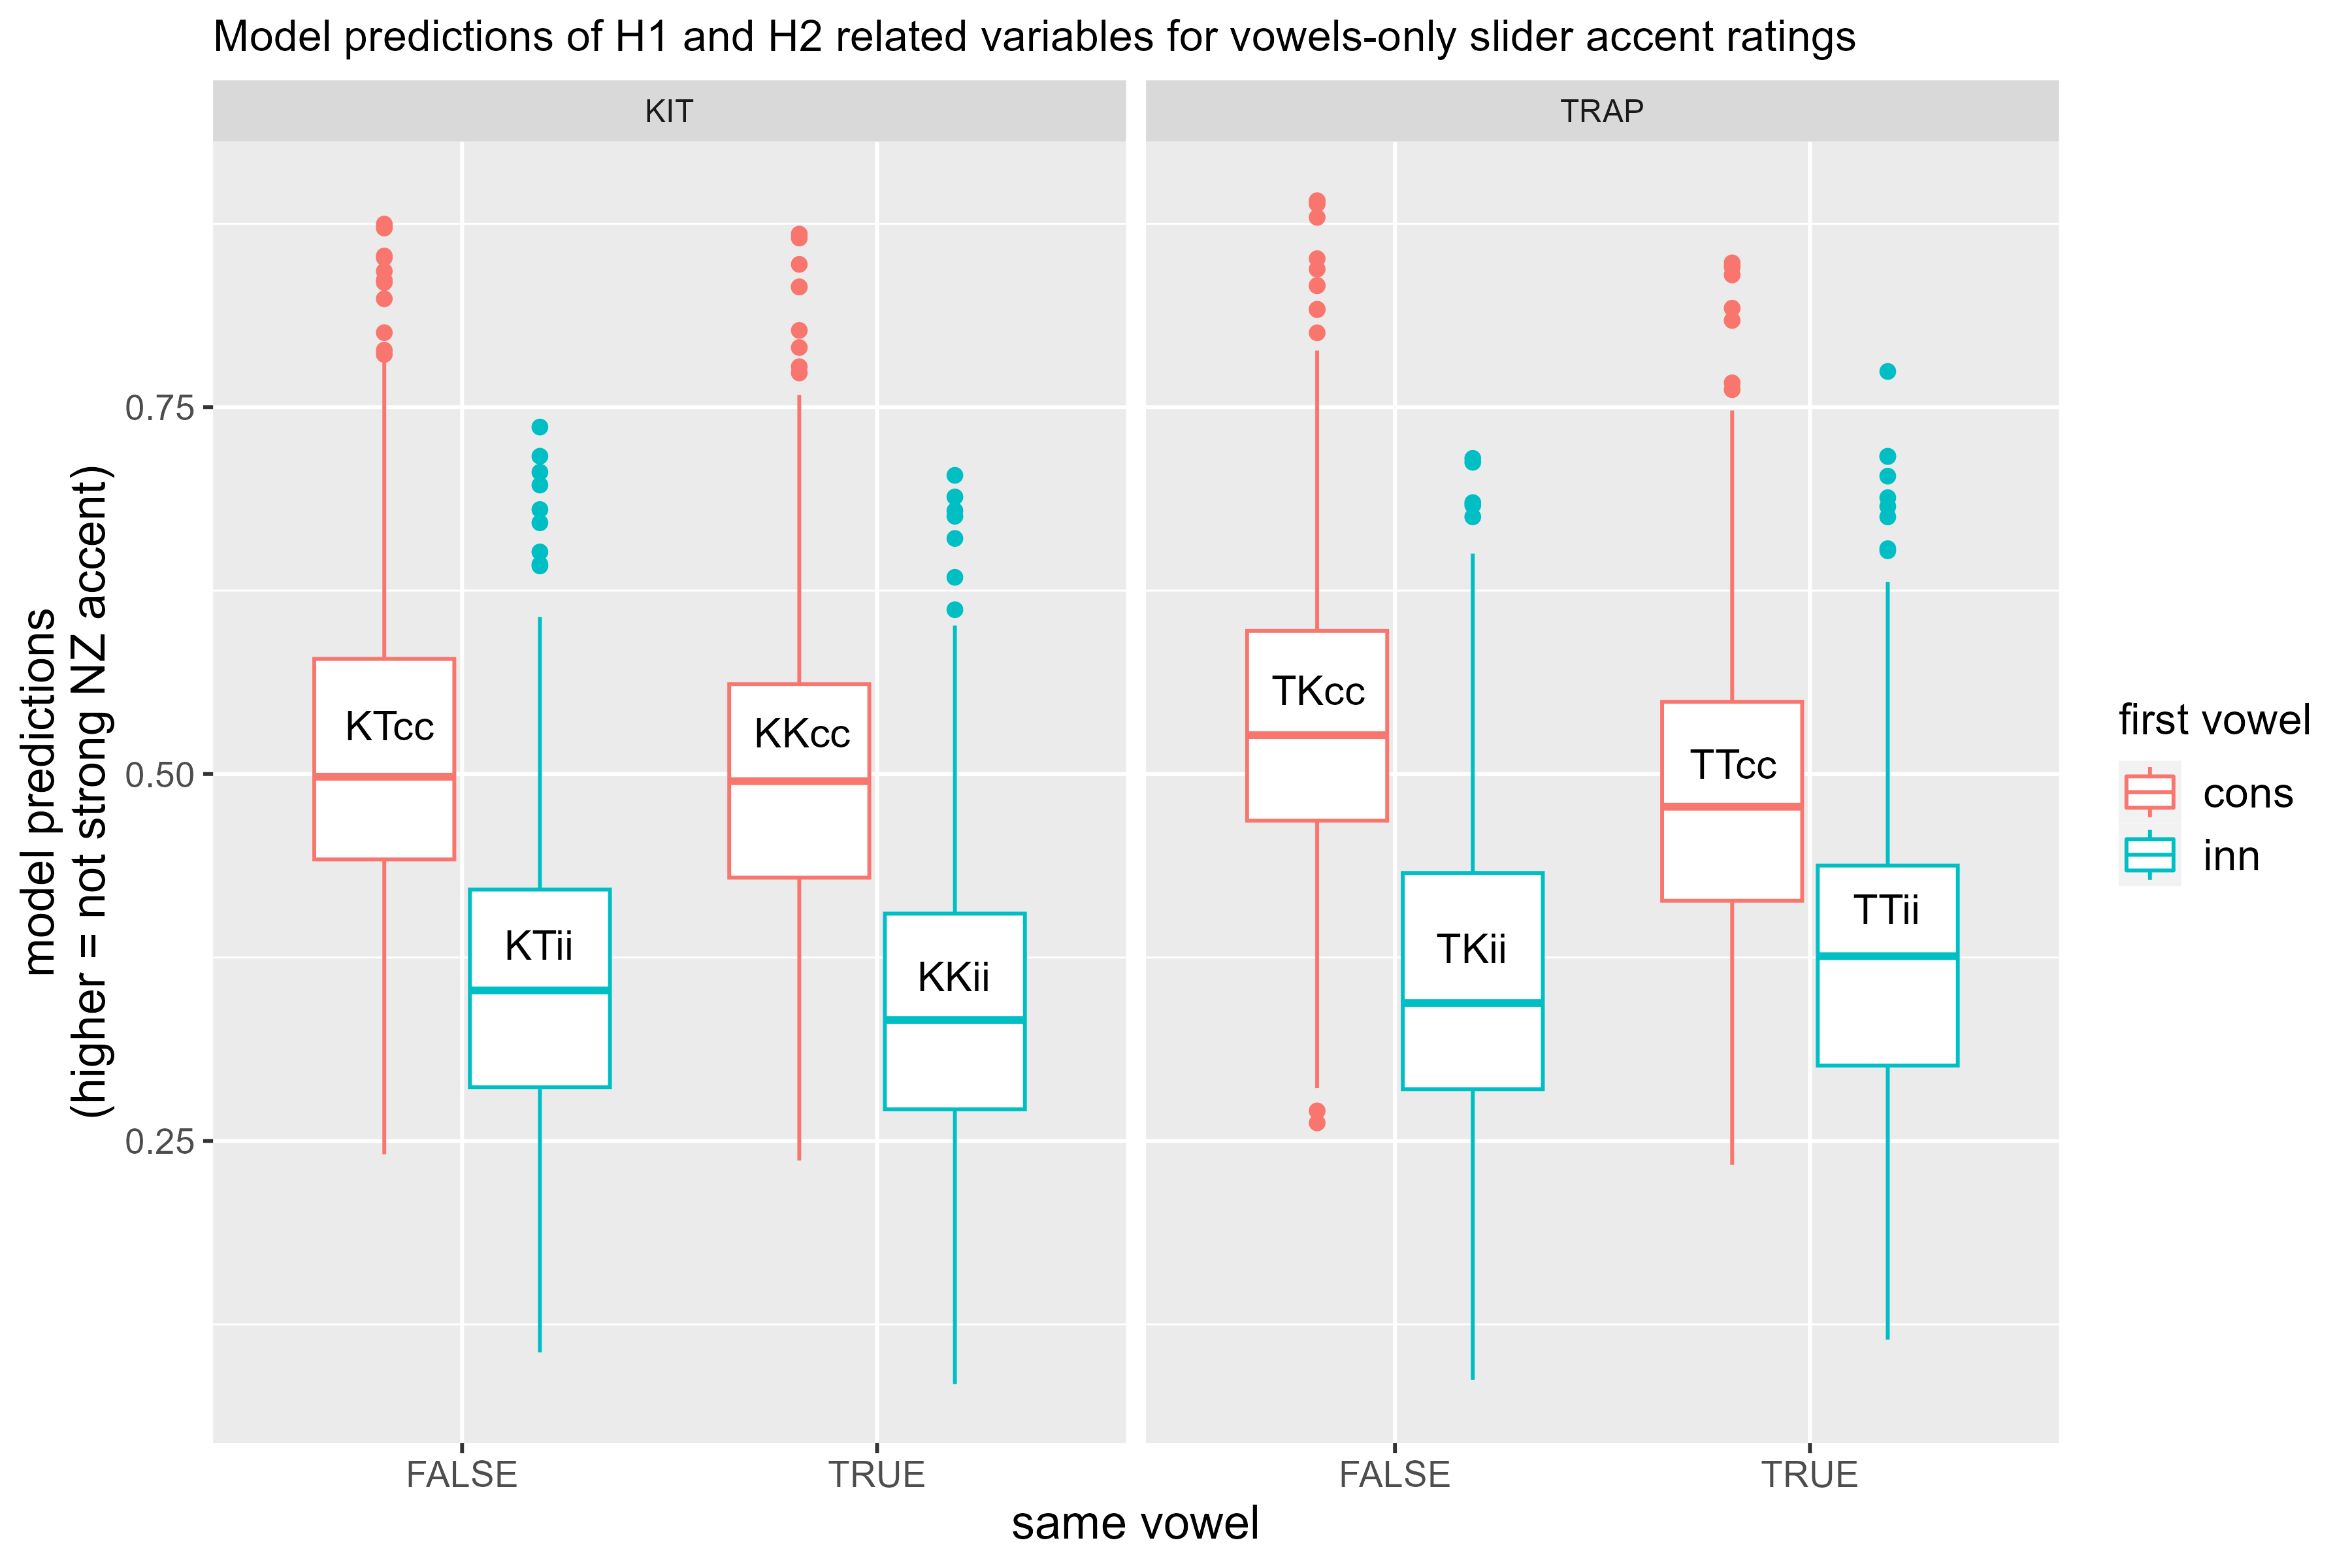 Model predictions of H1 and H2 related variables for vowels-only slider accent ratings
KIT
TRAP
model predictions
(higher = not strong NZ accent)
0.75
0.50
0.25
KTcc
KTii
KKcc
KKii
TKcc
TKii
TTcc
TTii
FALSE
TRUE
FALSE
TRUE
same vowel
first vowel
cons
inn